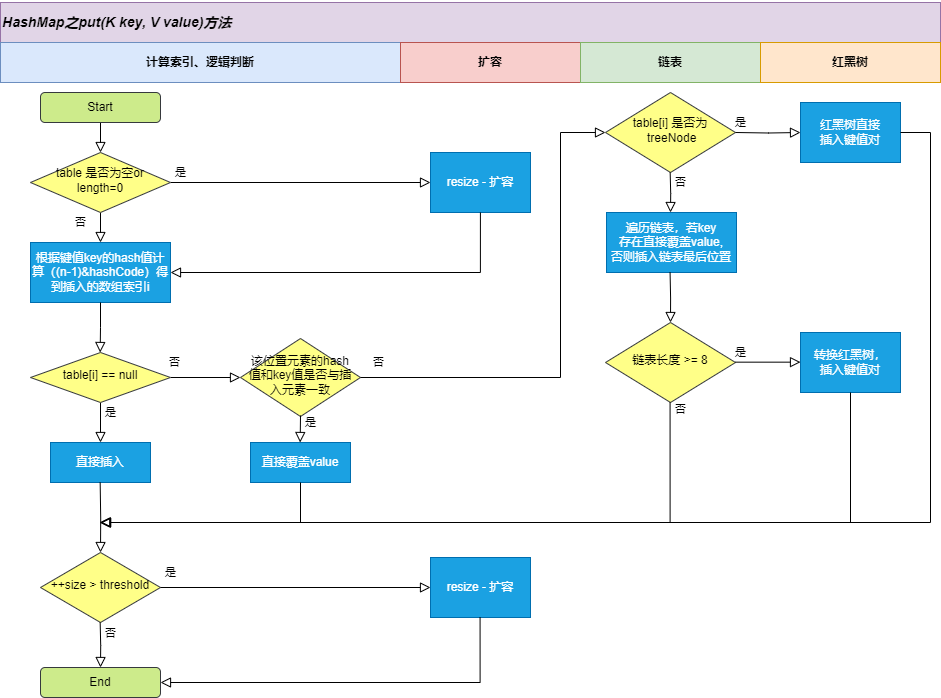 HashMap之put(K key, V value)方法
计算索引、逻辑判断
扩容
链表
红黑树
Start
table 是否为空or
length=0
是
否
resize - 扩容
根据键值key的hash值计
算（(n-1)&hashCode）得
到插入的数组索引i
table[i] == null
否
是
该位置元素的hash
值和key值是否与插
入元素一致
否
是
直接插入
直接覆盖value
table[i] 是否为
treeNode
是
否
红黑树直接
插入键值对
遍历链表，若key
存在直接覆盖value,
否则插入链表最后位置
链表长度 >= 8
是
否
转换红黑树，
插入键值对
++size > threshold
是
否
resize - 扩容
End